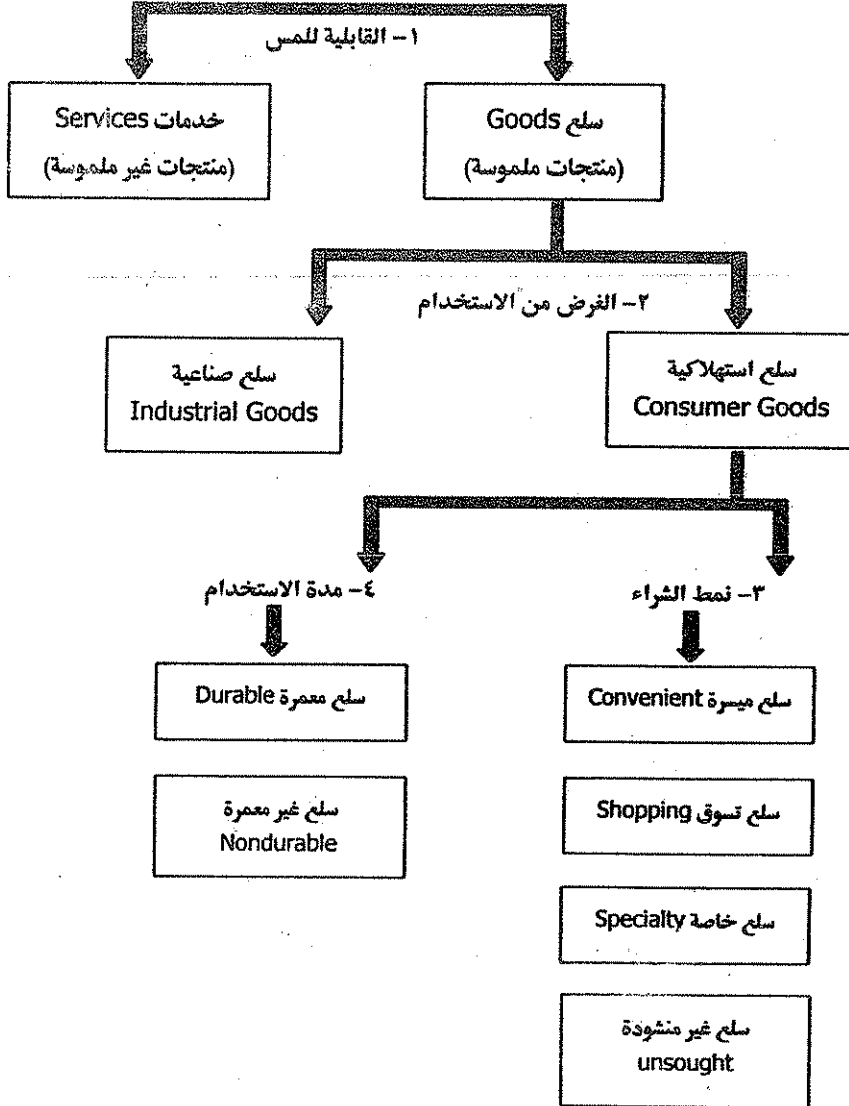 ١- القابلية للمس
سلع Goods
(منتجات ملموسة)
خدمات Services
(منتجات غير ملموسة)
٢- الغرض من الاستخدام
سلع استهلاكية
Consumer Goods
سلع صناعية
Industrial Goods
٣- نمط الشراء
سلع ميسرة Convenient
سلع تسوق Shopping
سلع خاصة Specialty
سلع غير منشودة
unsought
٤- مدة الاستخدام
سلع معمرة Durable
سلع غير معمرة
Nondurable